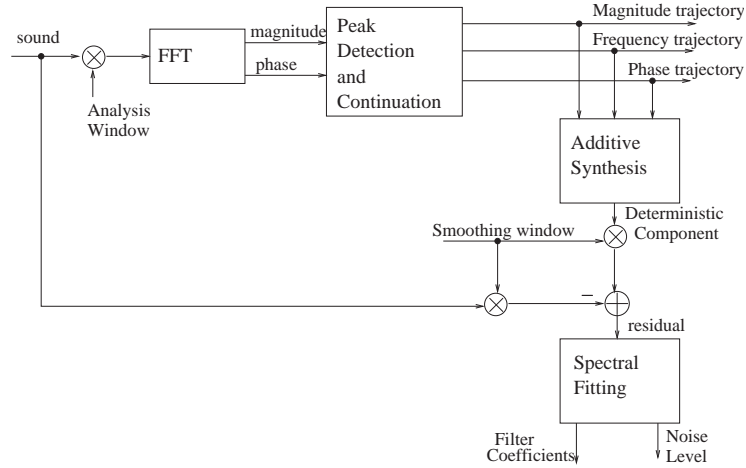 Magnitude trajectory
sound
magnitude
Peak
Detection
and
Continuation
Frequency trajectory
FFT
phase
Phase trajectory
Analysis
Window
Additive
Synthesis
Deterministic
Component
Smoothing window
−
residual
Spectral
Fitting
Filter
Coefficients
Noise
Level